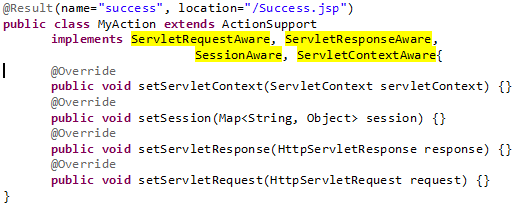 @Result(name="success", location="/Success.jsp")
public class MyAction extends ActionSupport
implements ServletRequestAware, ServletResponseAware,
SessionAware, ServletContextAware{
@Override
public void setServletContext(ServletContext servletContext) {}
@Override
public void setSession(Map<String, Object> session) {}
@Override
public void setServletResponse(HttpServletResponse response) {}
@Override
public void setServletRequest(HttpServletRequest request) {}
}